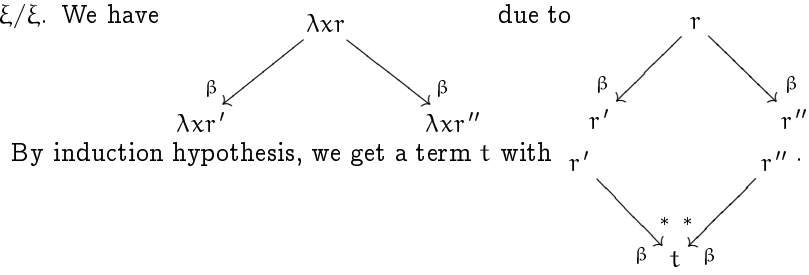 ξ/ξ. We have λxr due to r
β β β β
λxr′ λxr″ r′ r″
By induction hypothesis, we get a term t with r′ r″ .
* *
β t β